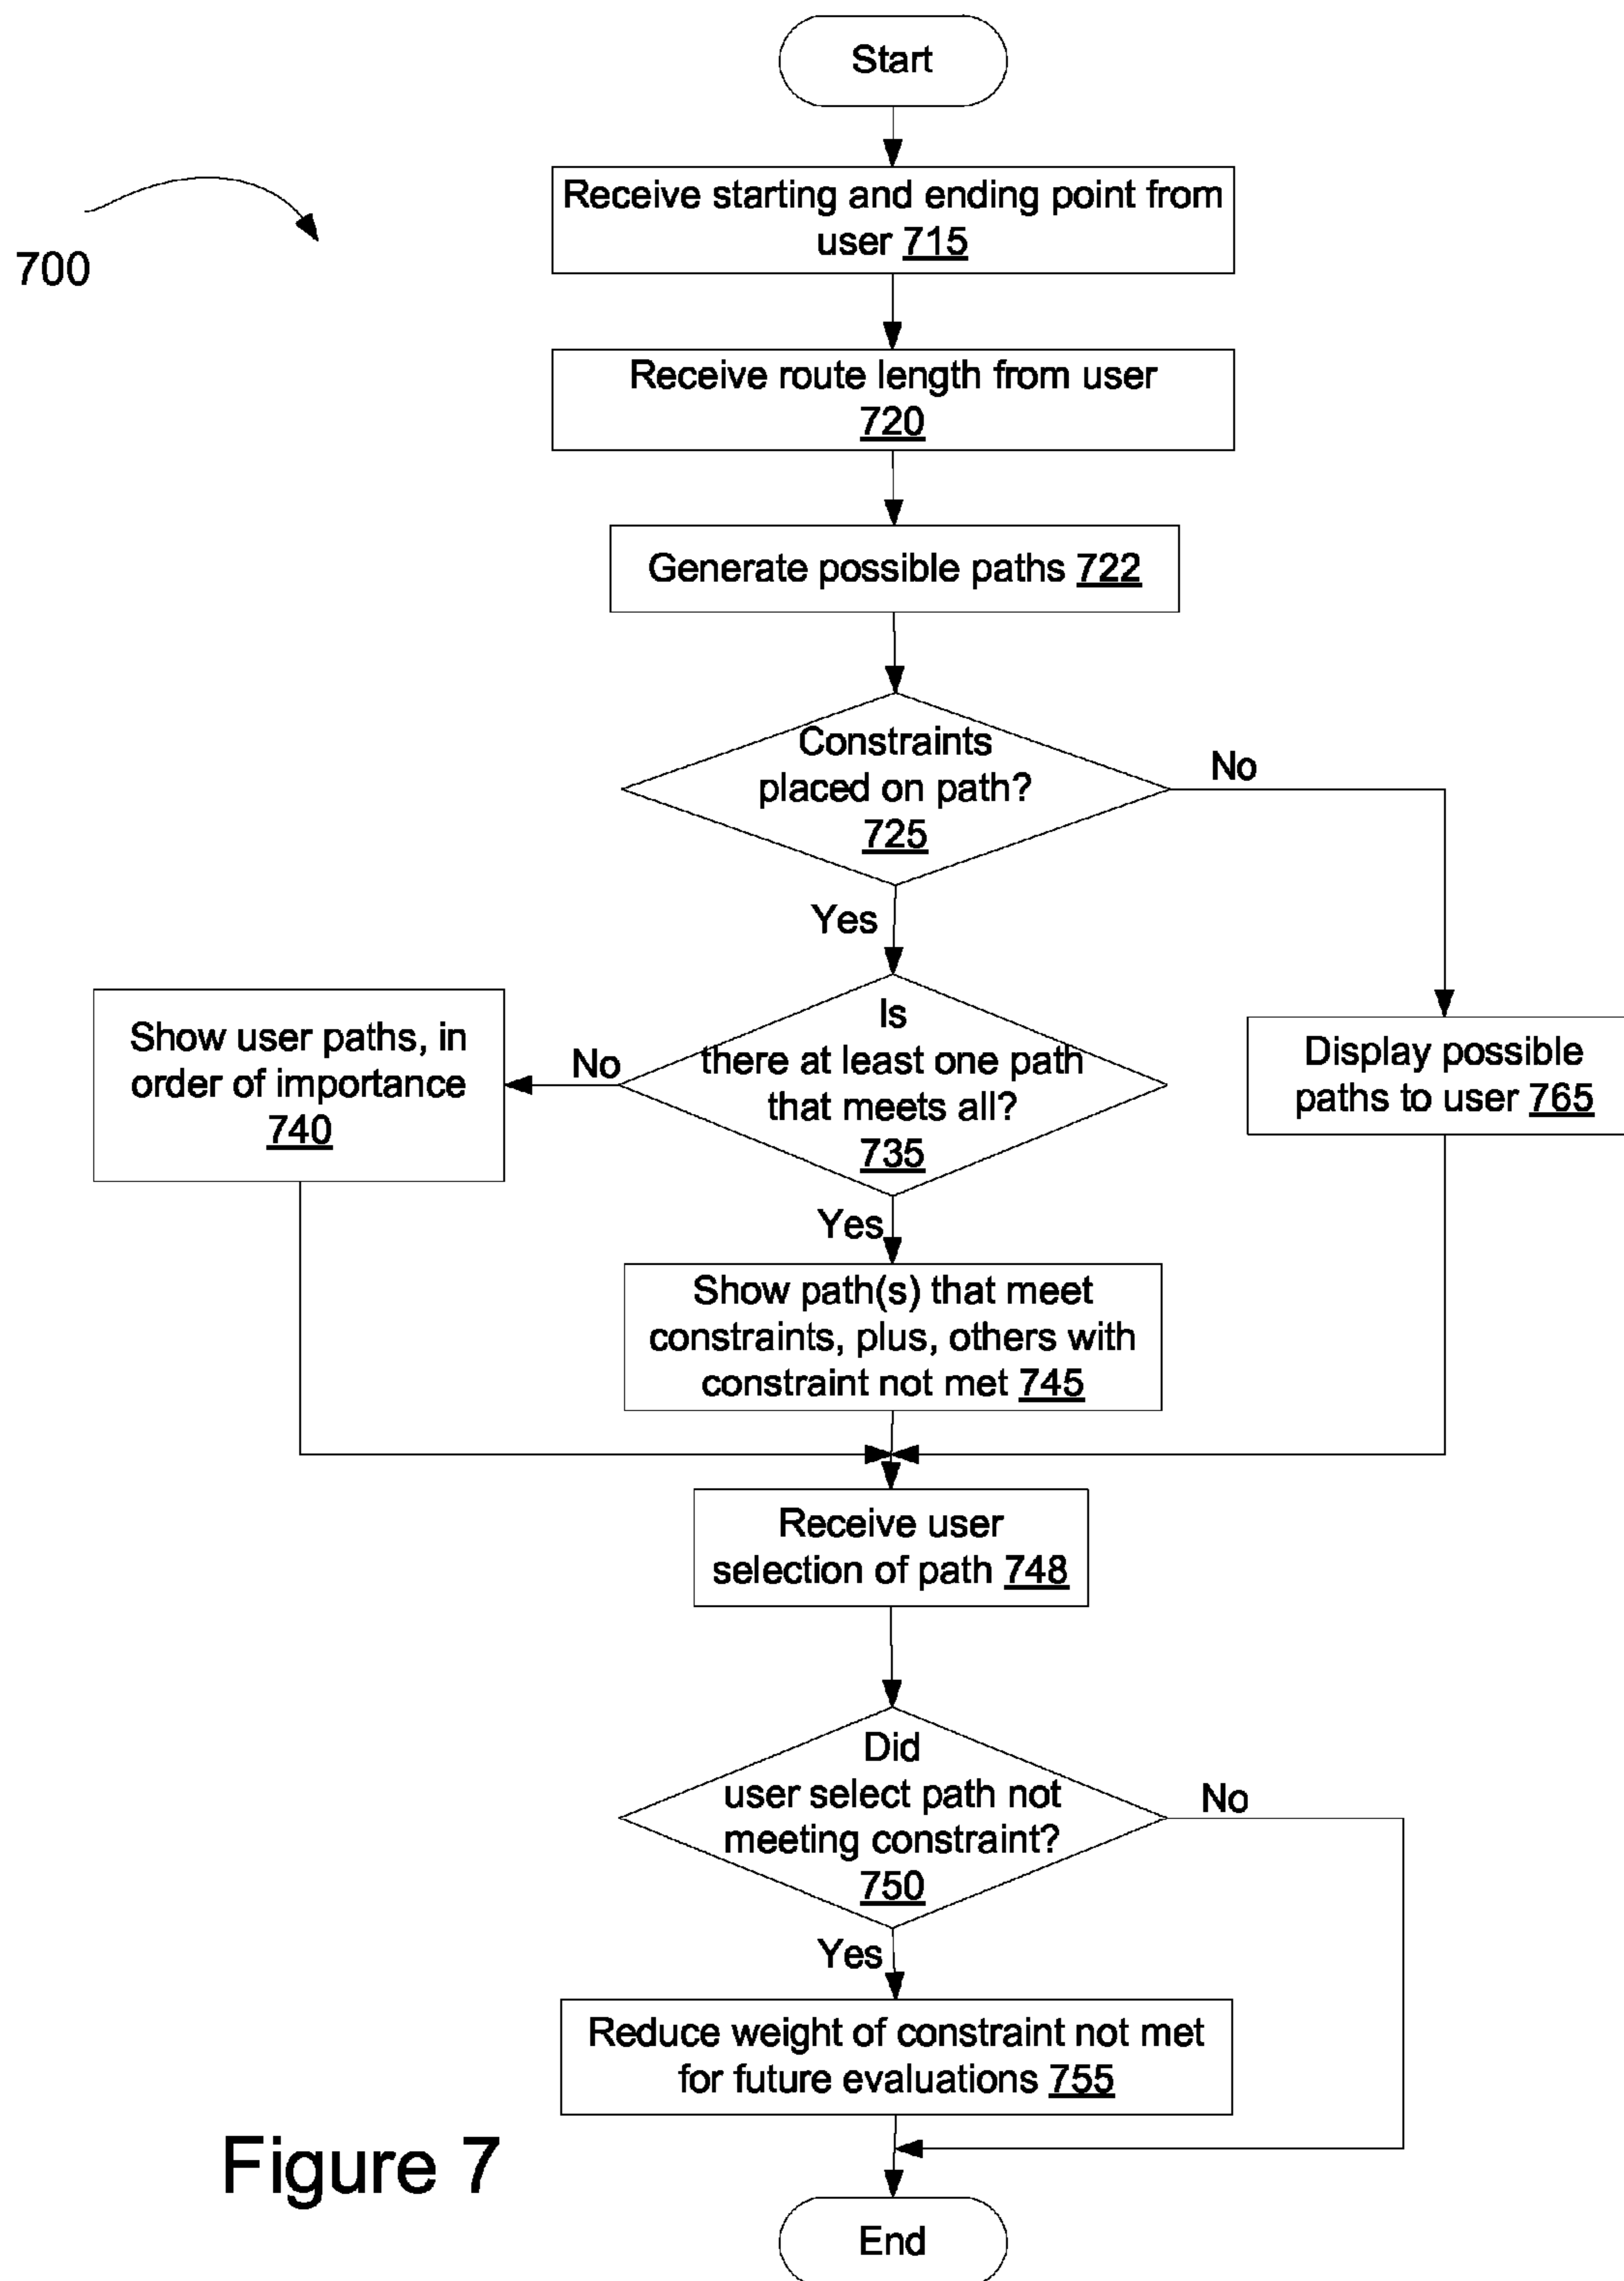 Start
Receive starting and ending point from
user 715
700
Receive route length from user
720
Generate possible paths 722
Constraints
placed on path?
725
No
Yes
Show user paths, in
order of importance
740
No
Is
there at least one path
that meets all?
735
Display possible
paths to user 765
Yes
Show path(s) that meet
constraints, plus, others with
constraint not met 745
Receive user
selection of path 748
Did
user select path not
meeting constraint?
750
No
Yes
Reduce weight of constraint not met
for future evaluations 755
Figure 7
End